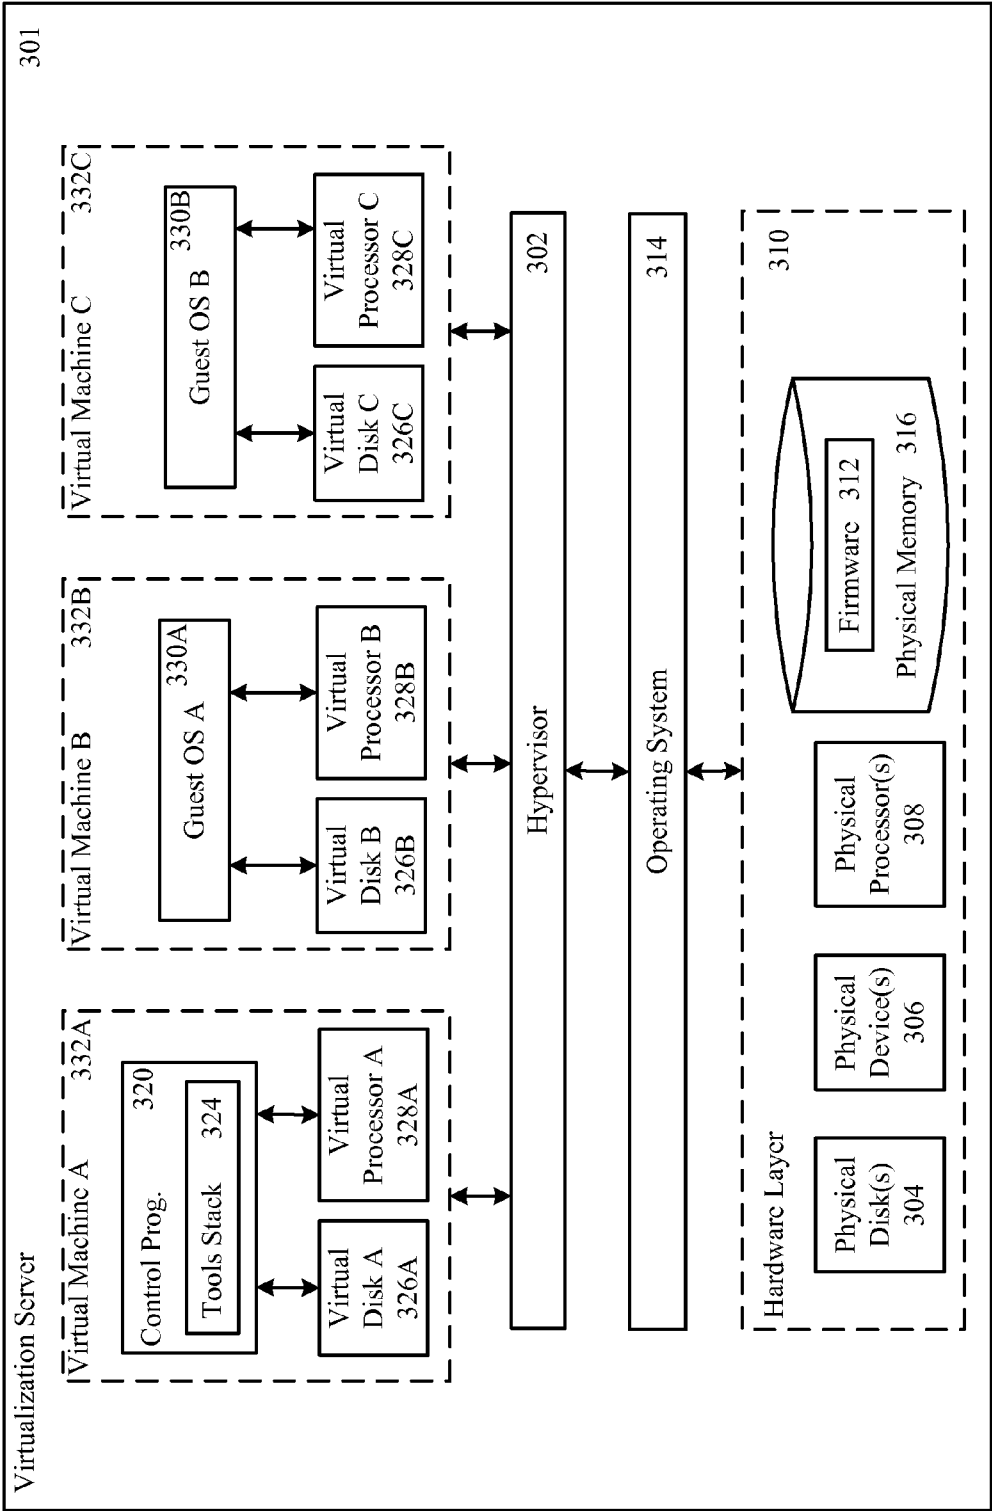 Virtualization Server
301
Virtual Machine A
332A
Control Prog.
320
Tools Stack
324
Virtual
Disk A
326A
Virtual
Processor A
328A
Virtual Machine B
332B
Guest OS A
330A
Virtual
Disk B
326B
Virtual
Processor B
328B
Virtual Machine C
332C
Guest OS B
330B
Virtual
Disk C
326C
Virtual
Processor C
328C
Hypervisor
302
Operating System
314
Hardware Layer
310
Physical
Disk(s)
304
Physical
Device(s)
306
Physical
Processor(s)
308
Firmware 312
Physical Memory 316